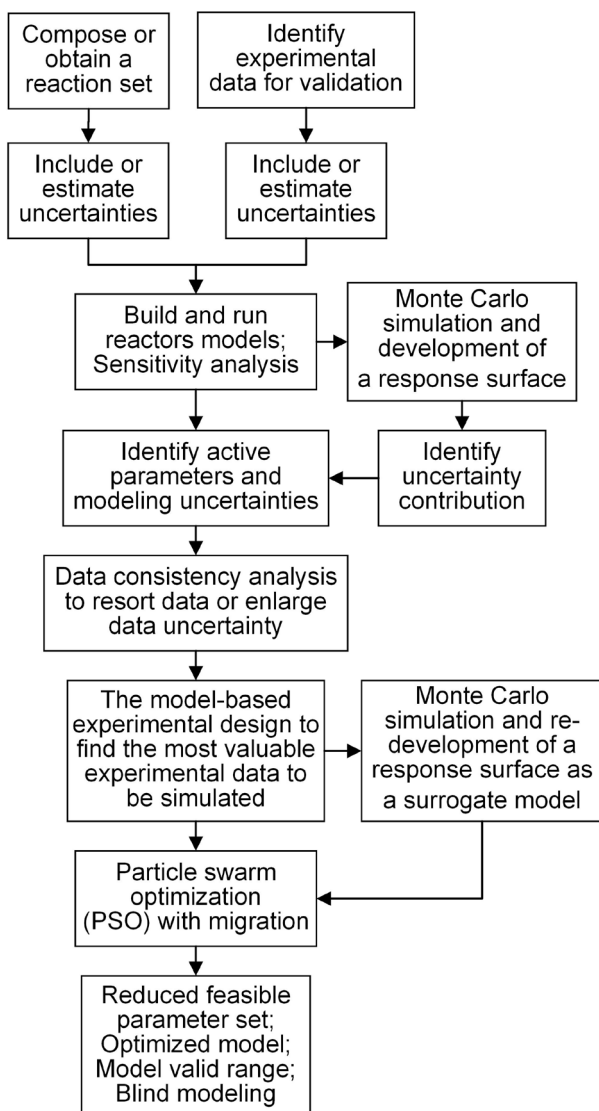 Compose or
obtain a
reaction set
Identify
experimental
data for validation
Include or
estimate
uncertainties
Include or
estimate
uncertainties
Build and run
reactors models;
Sensitivity analysis
Monte Carlo
simulation and
development of
a response surface
Identify active
parameters and
modeling uncertainties
Identify
uncertainty
contribution
Data consistency analysis
to resort data or enlarge
data uncertainty
The model-based
experimental design to
find the most valuable
experimental data to
be simulated
Monte Carlo
simulation and re-
development of a
response surface as
a surrogate model
Particle swarm
optimization
(PSO) with migration
Reduced feasible
parameter set;
Optimized model;
Model valid range;
Blind modeling